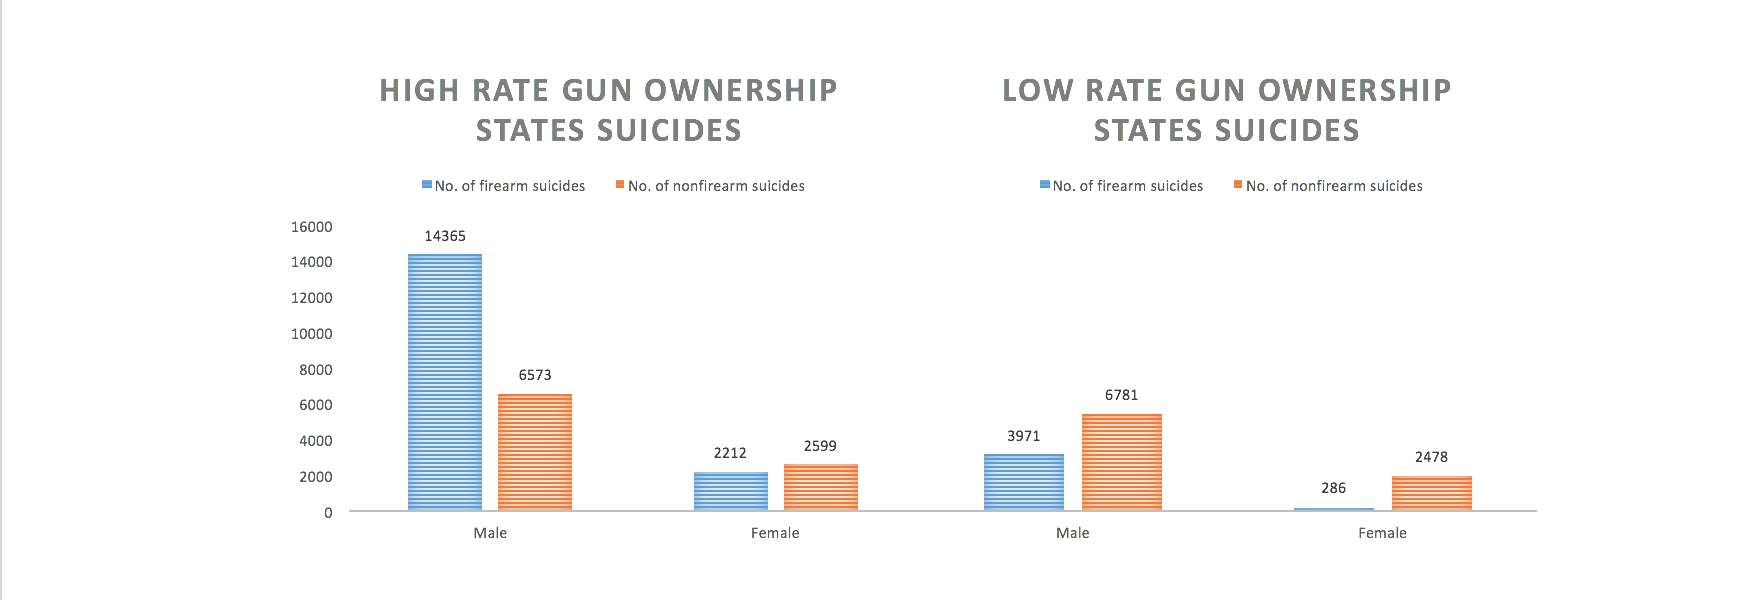 HIGH RATE GUN OWNERSHIP
STATES SUICIDES
No. of firearm suicides
No. of nonfirearm suicides
16000
14000
12000
10000
8000
6000
4000
2000
0
14365
6573
2212
2599
Male
Female
LOW RATE GUN OWNERSHIP
STATES SUICIDES
No. of firearm suicides
No. of nonfirearm suicides
3971
6781
286
2478
Male
Female